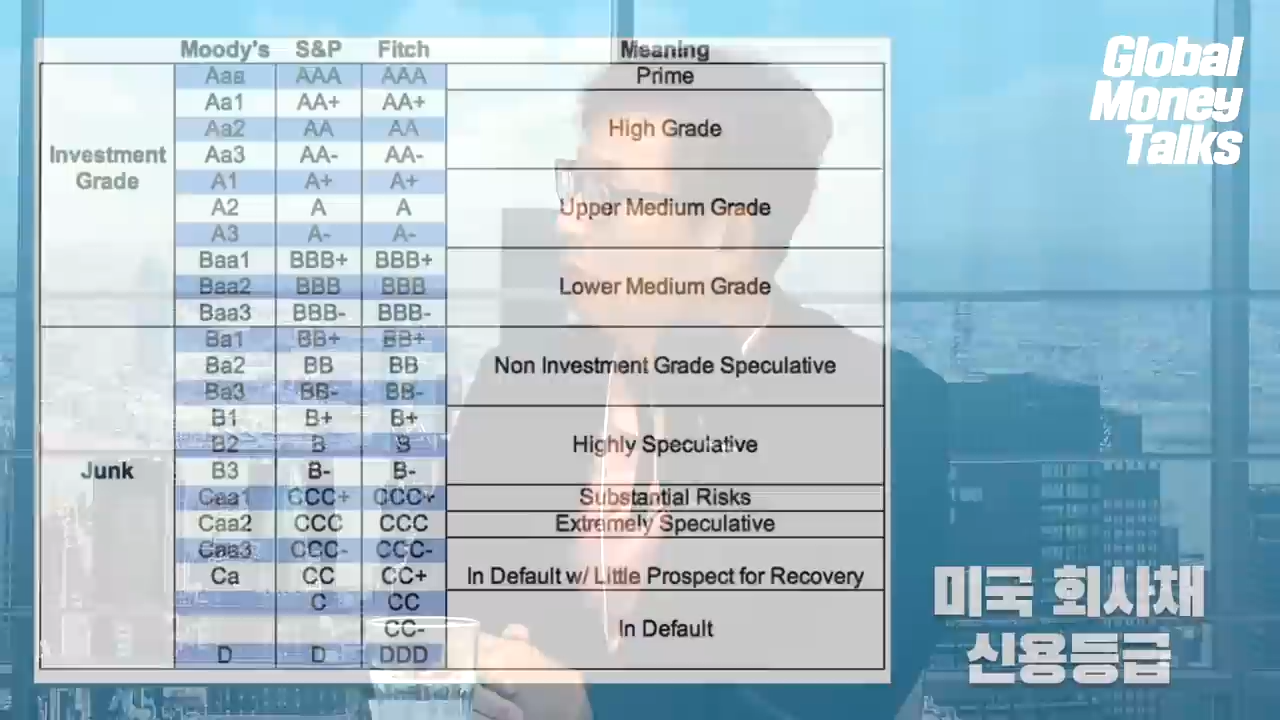 Moody's S&P Fitch Meaning
Aaa AAA AAA Prime
Aa1 AA+ AA+
Aa2 AA AA High Grade
Investment Grade
Aa3 AA- AA-
A1 A+ A+
A2 A A Upper Medium Grade
A3 A- A-
Baa1 BBB+ BBB+
Baa2 BBB BBB Lower Medium Grade
Baa3 BBB- BBB-
Ba1 BB+ BB+
Ba2 BB BB Non Investment Grade Speculative
Ba3 BB- BB-
B1 B+ B+
B2 B B Highly Speculative
Junk B3 B- B-
Caa1 CCC+ CCC+ Substantial Risks
Caa2 CCC CCC Extremely Speculative
Caa3 CCC- CCC-
Ca CC CC+ In Default w/ Little Prospect for Recovery
C CC
CC- In Default
D D DDD
Global
Money
Talks
미국 회사채
신용등급